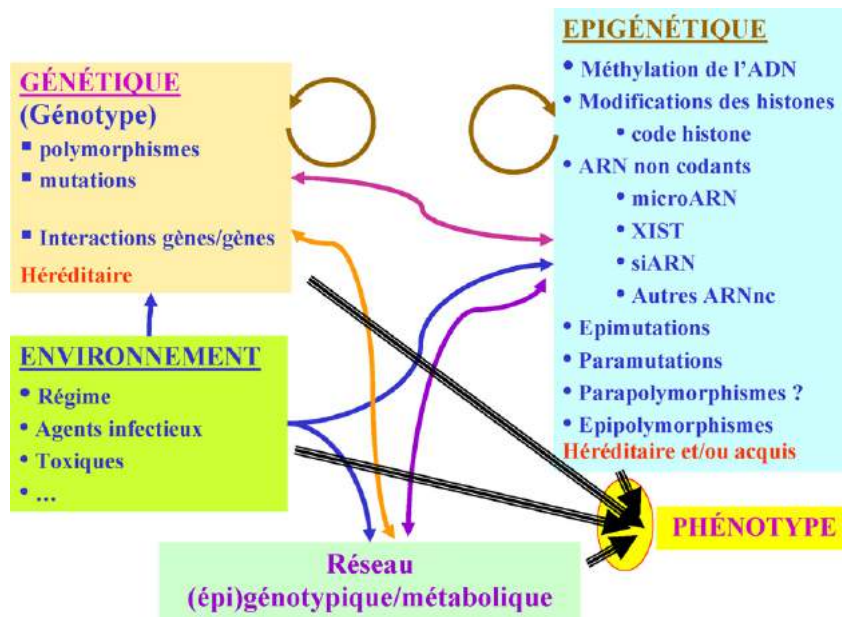 GÉNÉTIQUE
(Génotype)
▪ polymorphismes
▪ mutations
▪ Interactions gènes/gènes
Héréditaire
ENVIRONNEMENT
• Régime
• Agents infectieux
• Toxiques
• ...
EPIGÉNÉTIQUE
• Méthylation de l'ADN
• Modifications des histones
• code histone
• ARN non codants
• microARN
• XIST
• siARN
• Autres ARNnc
• Epimutations
• Paramutations
• Parapolymorphismes ?
• Epipolymorphismes
Héréditaire et/ou acquis
PHÉNOTYPE
Réseau
(épi)génotypique/métabolique